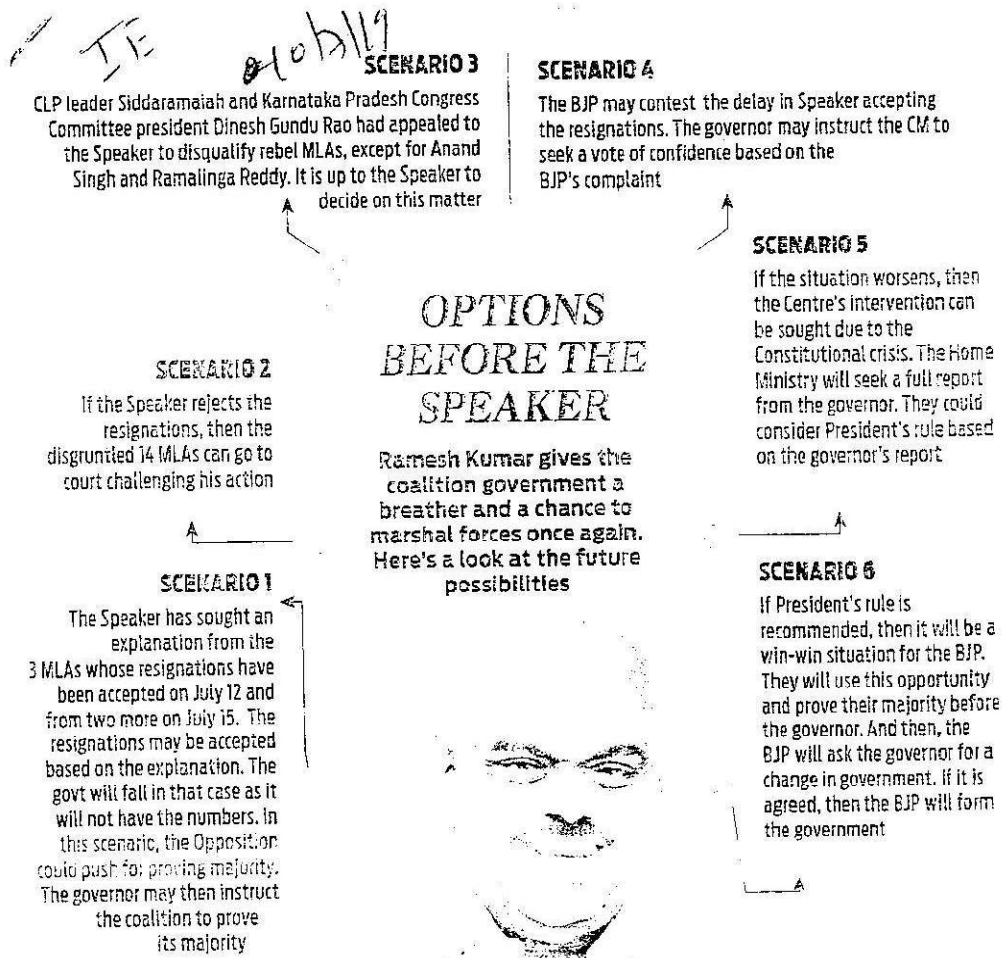 IE
SCENARIO 3
CLP leader Siddaramaiah and Karnataka Pradesh Congress
Committee president Dinesh Gundu Rao had appealed to
the Speaker to disqualify rebel MLAs, except for Anand
Singh and Ramalinga Reddy. It is up to the Speaker to
decide on this matter
SCENARIO 4
The BJP may contest the delay in Speaker accepting
the resignations. The governor may instruct the CM to
seek a vote of confidence based on the
BJP's complaint
SCENARIO 5
If the situation worsens, then
the Centre's intervention can
be sought due to the
Constitutional crisis. The Home
Ministry will seek a full report
from the governor. They could
consider President's rule based
on the governor's report
OPTIONS
BEFORE THE
SPEAKER
Ramesh Kumar gives the
coalition government a
breather and a chance to
marshal forces once again.
Here's a look at the future
possibilities
SCENARIO 2
If the Speaker rejects the
resignations, then the
disgruntled 14 MLAs can go to
court challenging his action
SCENARIO 1
The Speaker has sought an
explanation from the
3 MLAs whose resignations have
been accepted on July 12 and
from two more on July 15. The
resignations may be accepted
based on the explanation. The
govt will fall in that case as it
will not have the numbers. In
this scenario, the Opposition
could push for proving majority.
The governor may then instruct
the coalition to prove
its majority
SCENARIO 6
If President's rule is
recommended, then it will be a
win-win situation for the BJP.
They will use this opportunity
and prove their majority before
the governor. And then, the
BJP will ask the governor for a
change in government. If it is
agreed, then the BJP will form
the government